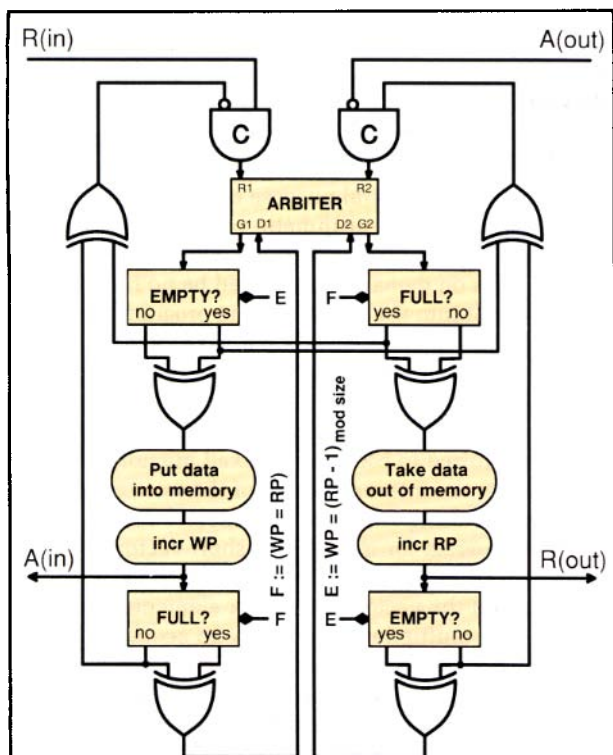 R(in)
A(out)
C
C
R1
R2
ARBITER
G1 D1
D2 G2
EMPTY?
no yes
E
F
FULL?
yes no
Put data
into memory
incr WP
A(in)
FULL?
no yes
F
F := (WP = RP)
E := WP = (RP - 1) mod size
Take data
out of memory
incr RP
R(out)
E
EMPTY?
yes no